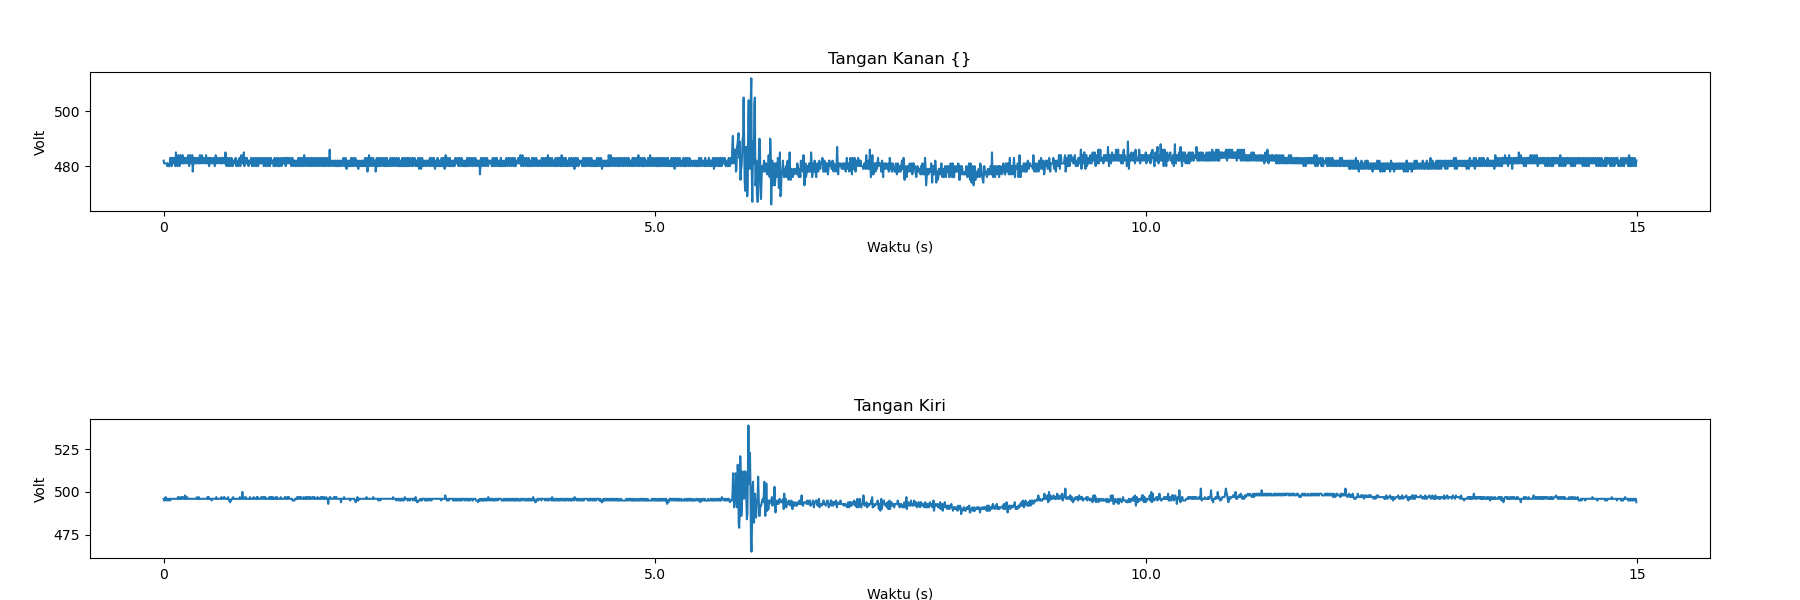 Tangan Kanan {}
Volt
500
480
0 5.0 10.0 15
Waktu (s)
Tangan Kiri
Volt
525
500
475
0 5.0 10.0 15
Waktu (s)